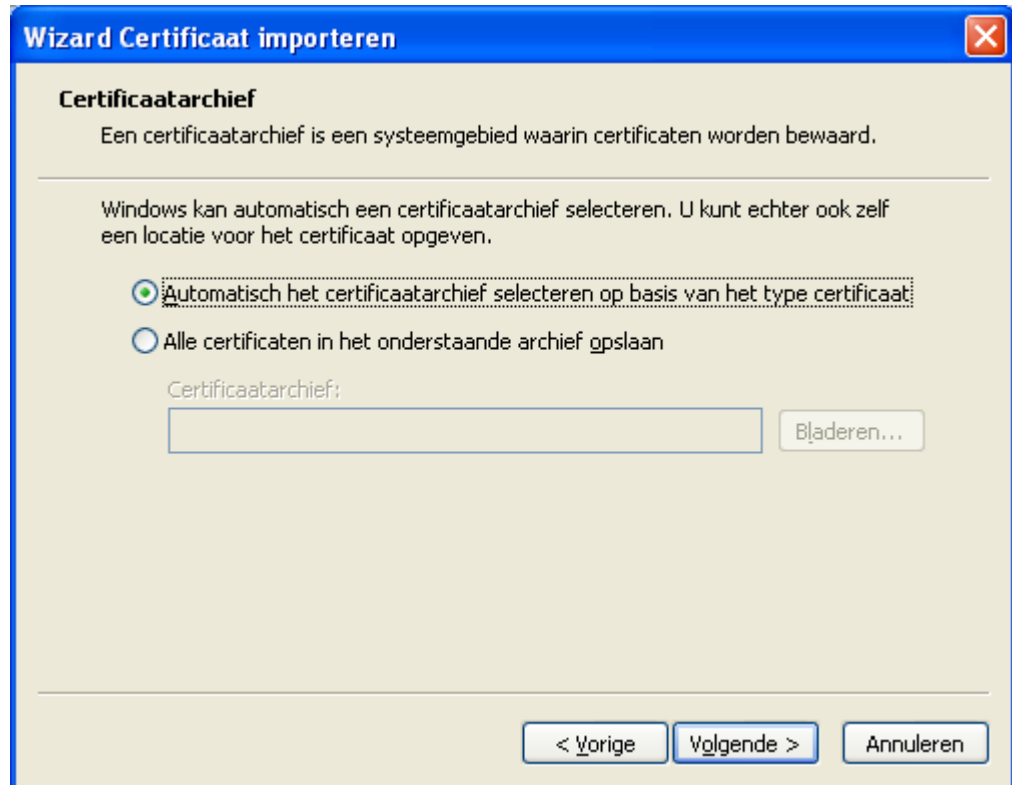 Wizard Certificaat importeren
Certificaatarchief
Een certificaatarchief is een systeemgebied waarin certificaten worden bewaard.
Windows kan automatisch een certificaatarchief selecteren. U kunt echter ook zelf
een locatie voor het certificaat opgeven.
Automatisch het certificaatarchief selecteren op basis van het type certificaat
Alle certificaten in het onderstaande archief opslaan
Certificaatarchief:
Bladeren...
< Vorige Volgende > Annuleren